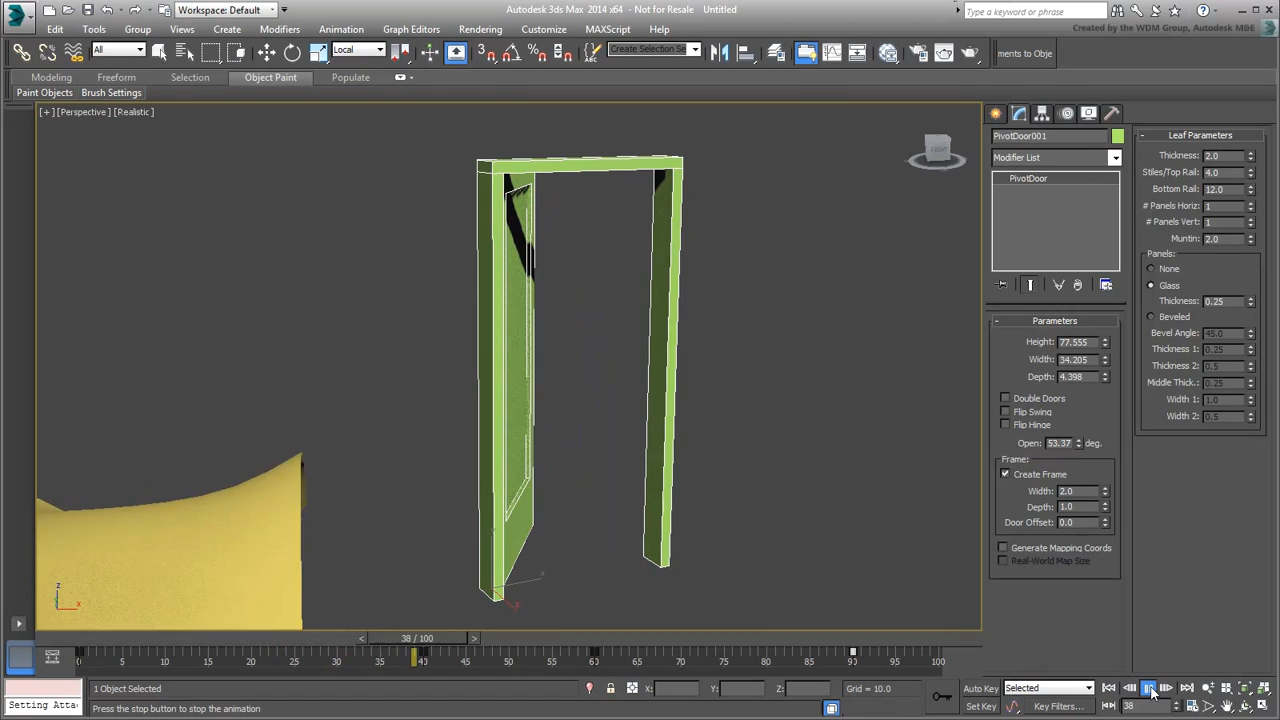 Workspace: Default
Autodesk 3ds Max 2014 x64 - Not for Resale Untitled
Type a keyword or phrase
Edit Tools Group Views Create Modifiers Animation Graph Editors Rendering Customize MAXScript Help
Created by the WDM Group, Autodesk M&E
All
Local
Create Selection Se
ments to Obje
Modeling Freeform Selection Object Paint Populate
Paint Objects Brush Settings
[+] [Perspective] [Realistic]
FRONT
PivotDoor001
Modifier List
PivotDoor
Parameters
Height: 77.555
Width: 34.205
Depth: 4.398
Double Doors
Flip Swing
Flip Hinge
Open: 53.37 deg.
Frame:
Create Frame
Width: 2.0
Depth: 1.0
Door Offset: 0.0
Generate Mapping Coords
Real-World Map Size
Leaf Parameters
Thickness: 2.0
Stiles/Top Rail: 4.0
Bottom Rail: 12.0
# Panels Horiz: 1
# Panels Vert: 1
Muntin: 2.0
Panels:
None
Glass
Thickness: 0.25
Beveled
Bevel Angle: 45.0
Thickness 1: 0.25
Thickness 2: 0.5
Middle Thick.: 0.25
Width 1: 1.0
Width 2: 0.5
z
x
x
x
< 38 / 100 >
0 5 10 15 20 25 30 35 40 45 50 55 60 65 70 75 80 85 90 95 100
1 Object Selected
X: Y: Z: Grid = 10.0
Auto Key Selected
Setting Atta
Press the stop button to stop the animation
Set Key Key Filters... 38